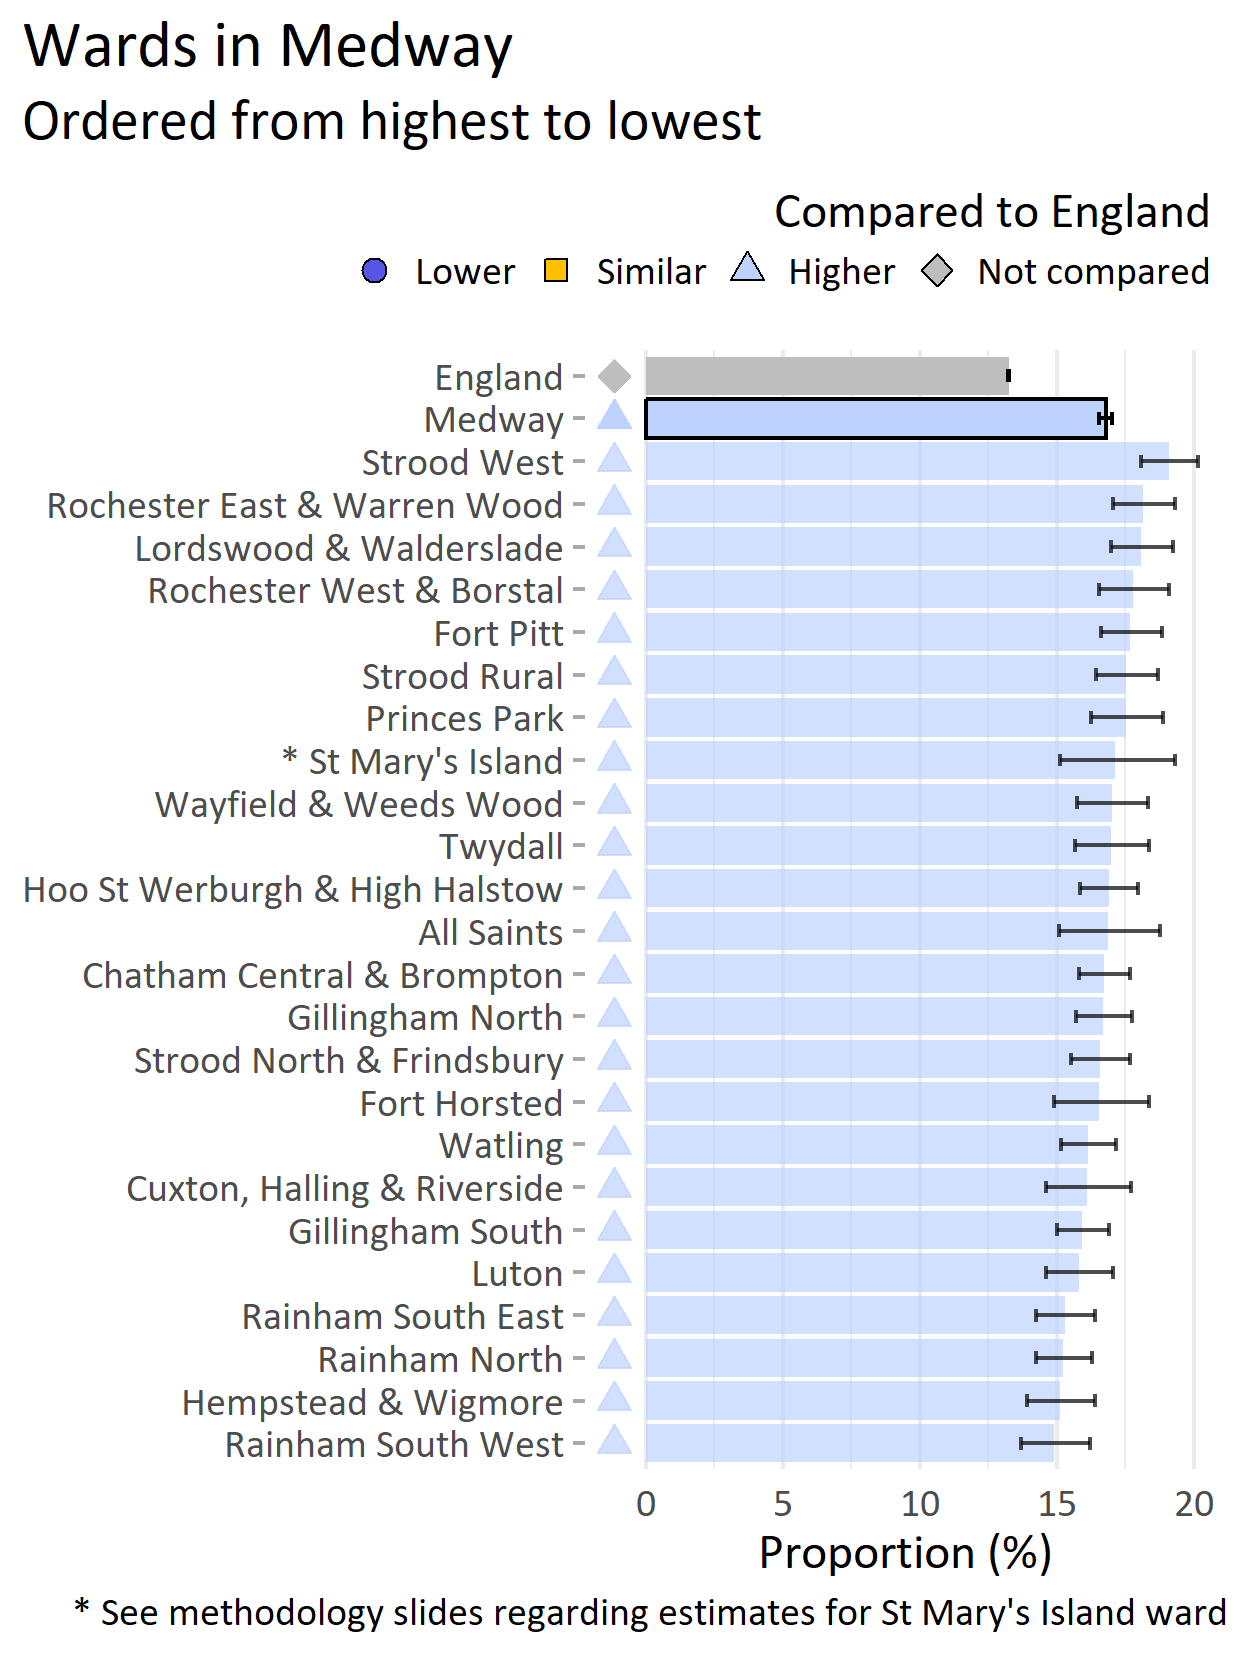 Wards in Medway
Ordered from highest to lowest
Compared to England
Lower Similar Higher Not compared
England
Medway
Strood West
Rochester East & Warren Wood
Lordswood & Walderslade
Rochester West & Borstal
Fort Pitt
Strood Rural
Princes Park
* St Mary's Island
Wayfield & Weeds Wood
Twydall
Hoo St Werburgh & High Halstow
All Saints
Chatham Central & Brompton
Gillingham North
Strood North & Frindsbury
Fort Horsted
Watling
Cuxton, Halling & Riverside
Gillingham South
Luton
Rainham South East
Rainham North
Hempstead & Wigmore
Rainham South West
0 5 10 15 20
Proportion (%)
* See methodology slides regarding estimates for St Mary's Island ward